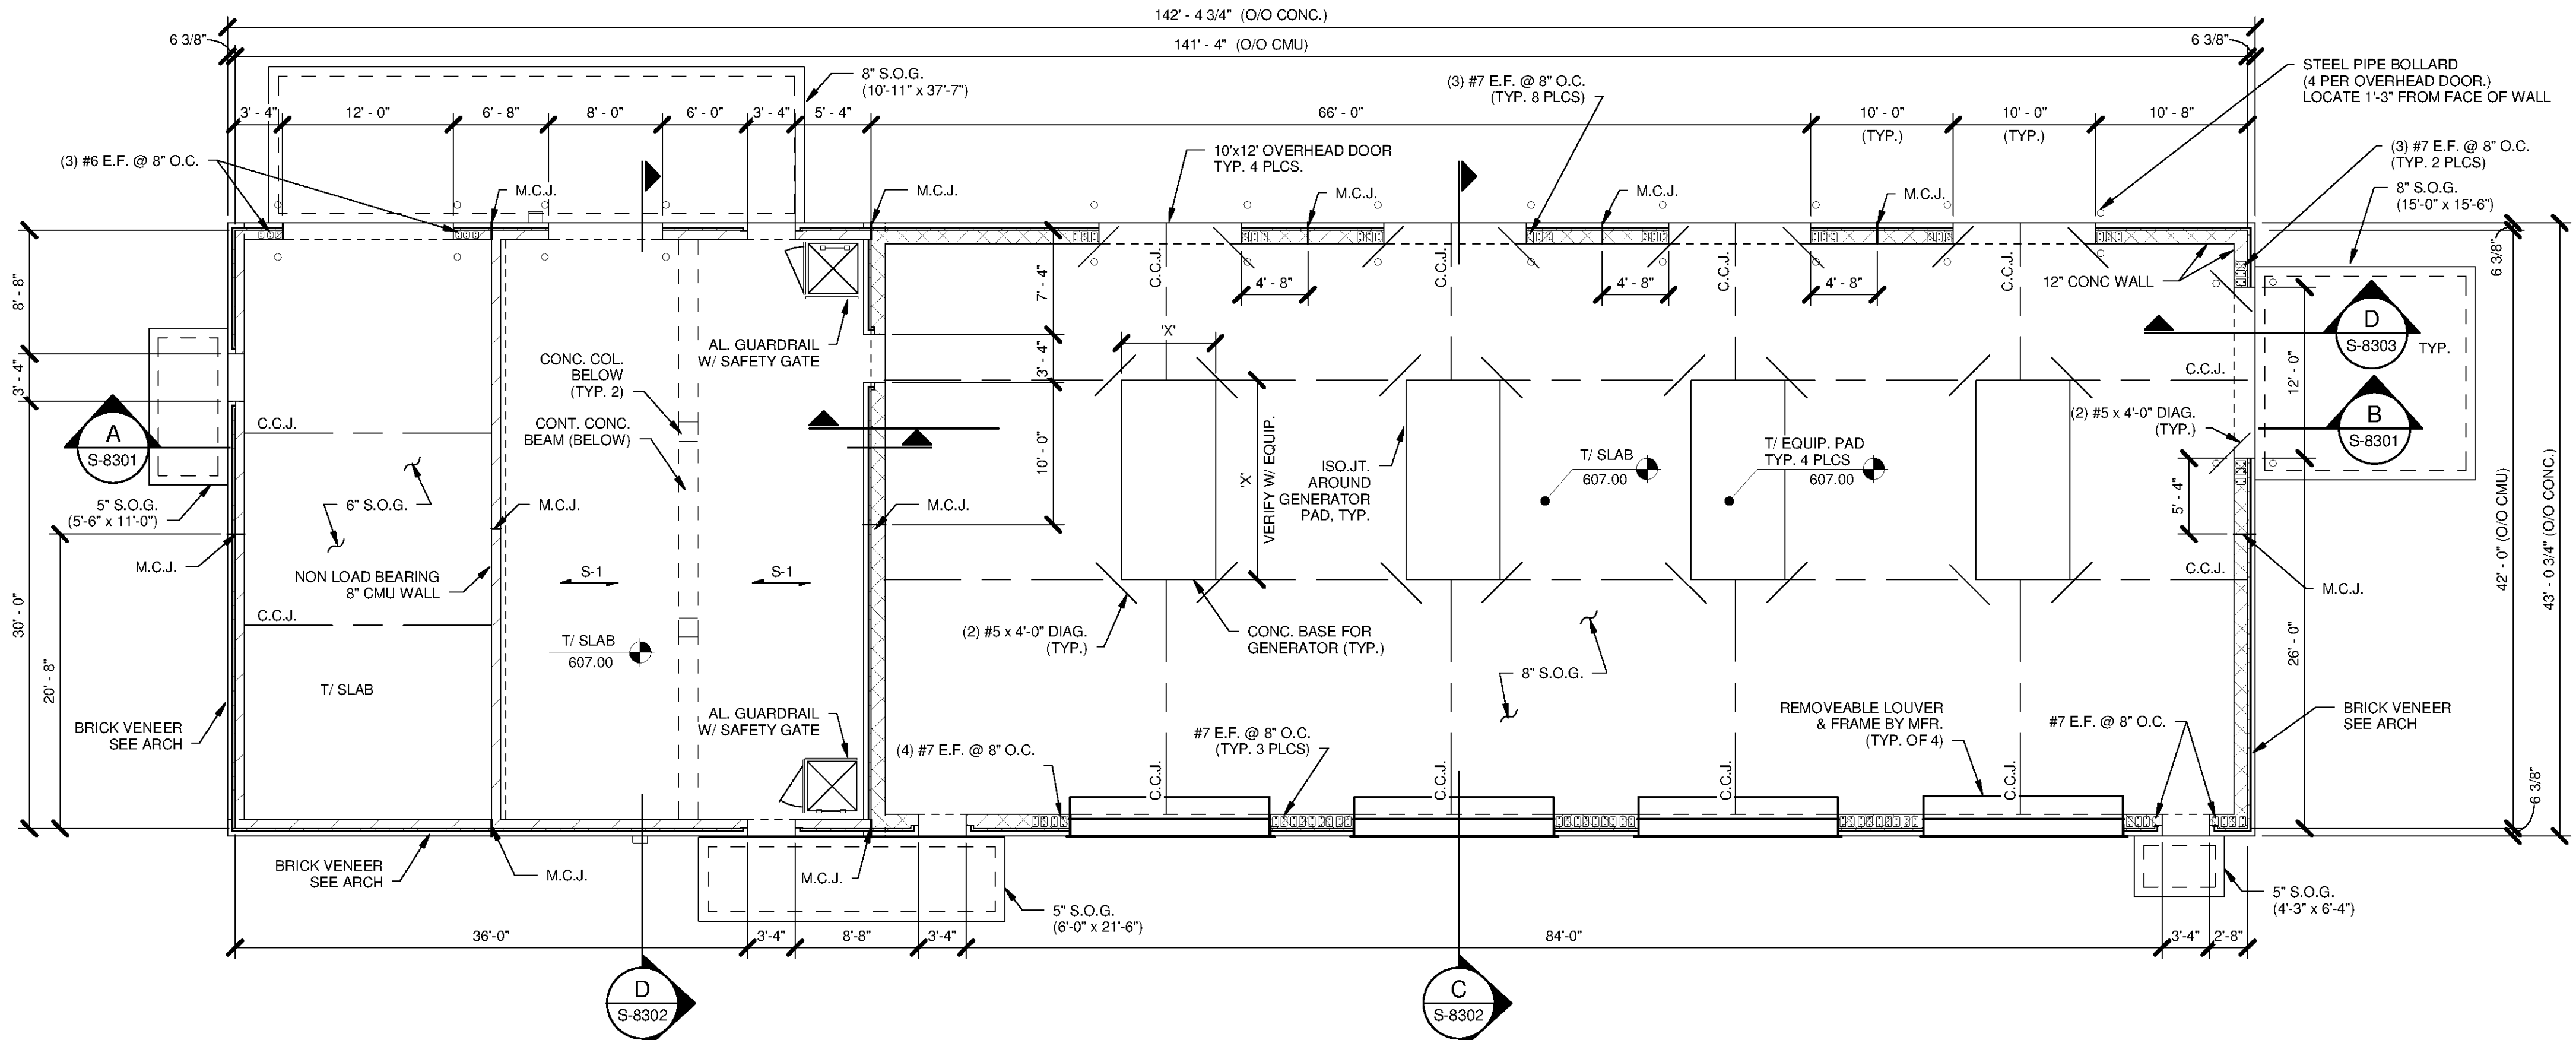 142' - 4 3/4" (O/O CONC.)
6 3/8"
141' - 4" (O/O CMU)
6 3/8"
8" S.O.G.
(10'-11" x 37'-7")
(3) #7 E.F. @ 8" O.C.
(TYP. 8 PLCS)
STEEL PIPE BOLLARD
(4 PER OVERHEAD DOOR.)
LOCATE 1'-3" FROM FACE OF WALL
3' - 4"
12' - 0"
6' - 8"
8' - 0"
6' - 0"
3' - 4"
5' - 4"
66' - 0"
10' - 0"
(TYP.)
10' - 0"
(TYP.)
10' - 8"
(3) #6 E.F. @ 8" O.C.
10'x12' OVERHEAD DOOR
TYP. 4 PLCS.
(3) #7 E.F. @ 8" O.C.
(TYP. 2 PLCS)
8" S.O.G.
(15'-0" x 15'-6")
M.C.J.
M.C.J.
M.C.J.
M.C.J.
M.C.J.
C.C.J.
C.C.J.
C.C.J.
C.C.J.
6 3/8"
8' - 8"
7' - 4"
4' - 8"
4' - 8"
4' - 8"
12" CONC WALL
D
S-8303
TYP.
AL. GUARDRAIL
W/ SAFETY GATE
'X'
CONC. COL.
BELOW
(TYP. 2)
3' - 4"
3' - 4"
C.C.J.
12' - 0"
A
S-8301
C.C.J.
CONT. CONC.
BEAM (BELOW)
(2) #5 x 4'-0" DIAG.
(TYP.)
B
S-8301
10' - 0"
'X'
VERIFY W/ EQUIP.
ISO.JT.
AROUND
GENERATOR
PAD, TYP.
T/ SLAB
607.00
T/ EQUIP. PAD
TYP. 4 PLCS
607.00
5" S.O.G.
(5'-6" x 11'-0")
6" S.O.G.
M.C.J.
M.C.J.
5' - 4"
42' - 0" (O/O CMU)
43' - 0 3/4" (O/O CONC.)
M.C.J.
NON LOAD BEARING
8" CMU WALL
S-1
S-1
C.C.J.
M.C.J.
30' - 0"
20' - 8"
C.C.J.
T/ SLAB
607.00
(2) #5 x 4'-0" DIAG.
(TYP.)
CONC. BASE FOR
GENERATOR (TYP.)
26' - 0"
8" S.O.G.
T/ SLAB
BRICK VENEER
SEE ARCH
AL. GUARDRAIL
W/ SAFETY GATE
(4) #7 E.F. @ 8" O.C.
#7 E.F. @ 8" O.C.
(TYP. 3 PLCS)
REMOVEABLE LOUVER
& FRAME BY MFR.
(TYP. OF 4)
#7 E.F. @ 8" O.C.
BRICK VENEER
SEE ARCH
C.C.J.
C.C.J.
C.C.J.
C.C.J.
6 3/8"
BRICK VENEER
SEE ARCH
M.C.J.
M.C.J.
5" S.O.G.
(6'-0" x 21'-6")
5" S.O.G.
(4'-3" x 6'-4")
36'-0"
3'-4"
8'-8"
3'-4"
84'-0"
3'-4"
2'-8"
D
S-8302
C
S-8302